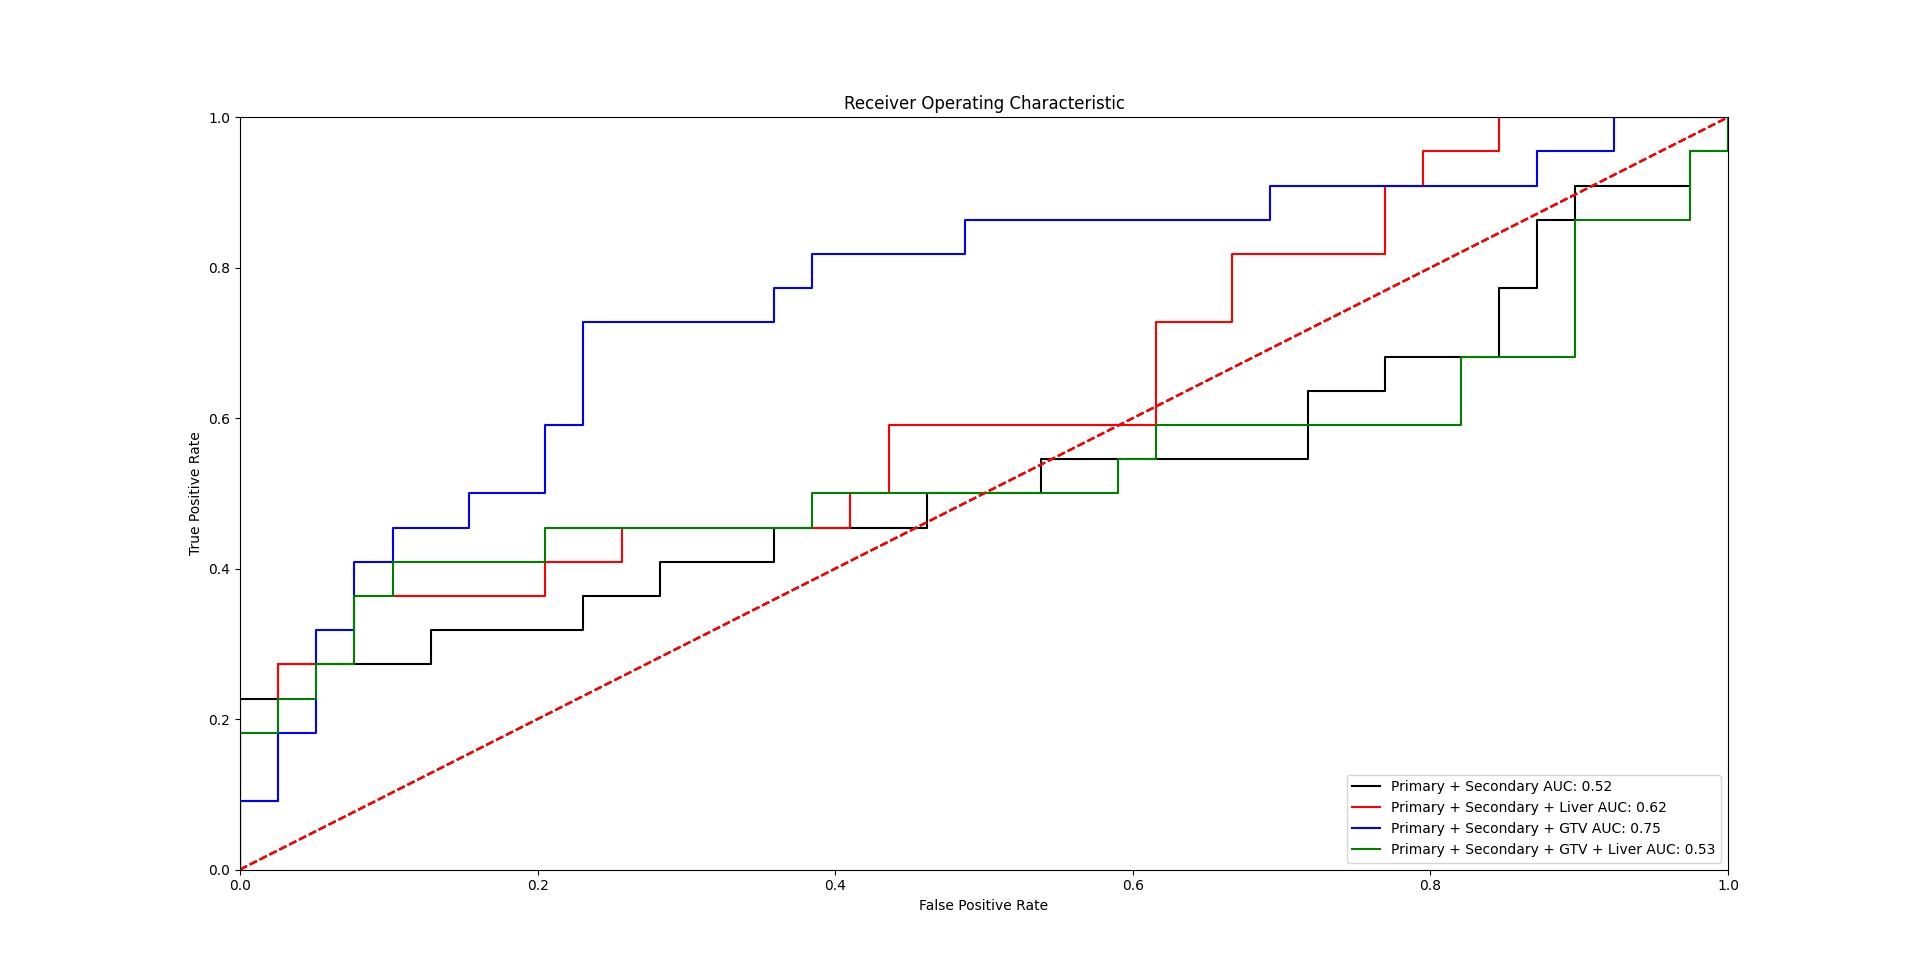 Receiver Operating Characteristic
1.0
0.8
0.6
0.4
0.2
0.0
True Positive Rate
Primary + Secondary AUC: 0.52
Primary + Secondary + Liver AUC: 0.62
Primary + Secondary + GTV AUC: 0.75
Primary + Secondary + GTV + Liver AUC: 0.53
0.0 0.2 0.4 0.6 0.8 1.0
False Positive Rate